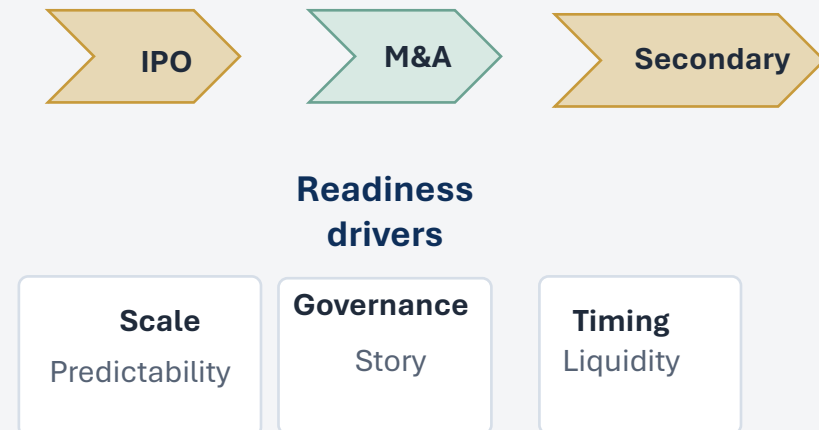 IPO
M&A
Secondary
Readiness
drivers
Scale
Predictability
Governance
Story
Timing
Liquidity